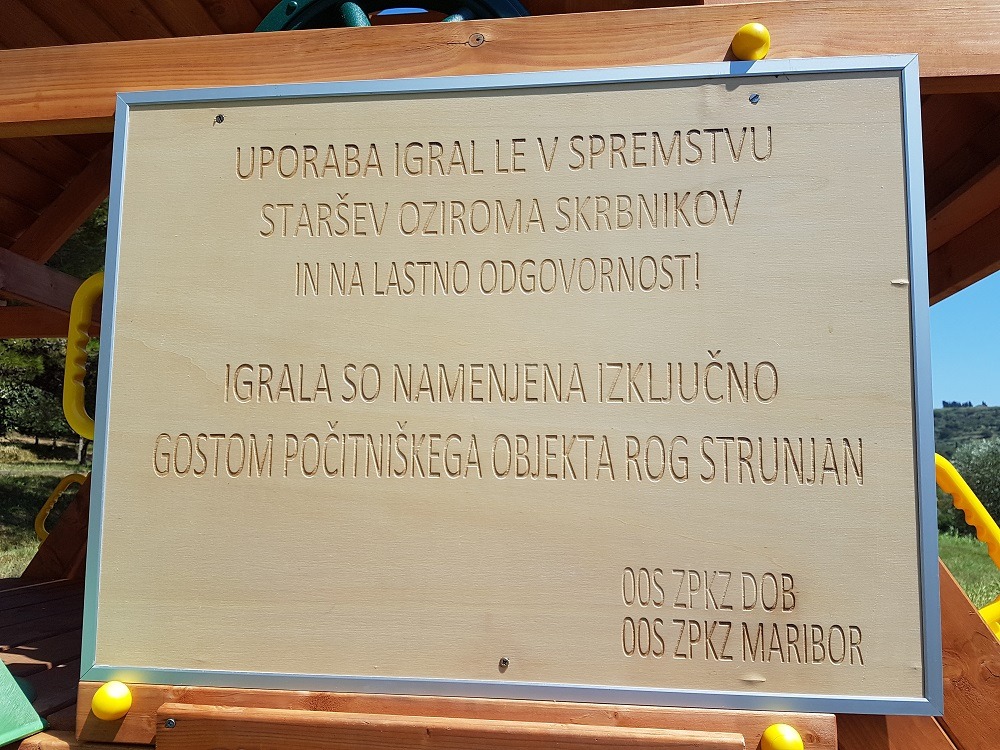 UPORABA IGRAL LE V SPREMSTVU
STARŠEV OZIROMA SKRBNIKOV
IN NA LASTNO ODGOVORNOST!
IGRALA SO NAMENJENA IZKLJUČNO
GOSTOM POČITNIŠKEGA OBJEKTA ROG STRUNJAN
OOS ZPKZ DOB
OOS ZPKZ MARIBOR